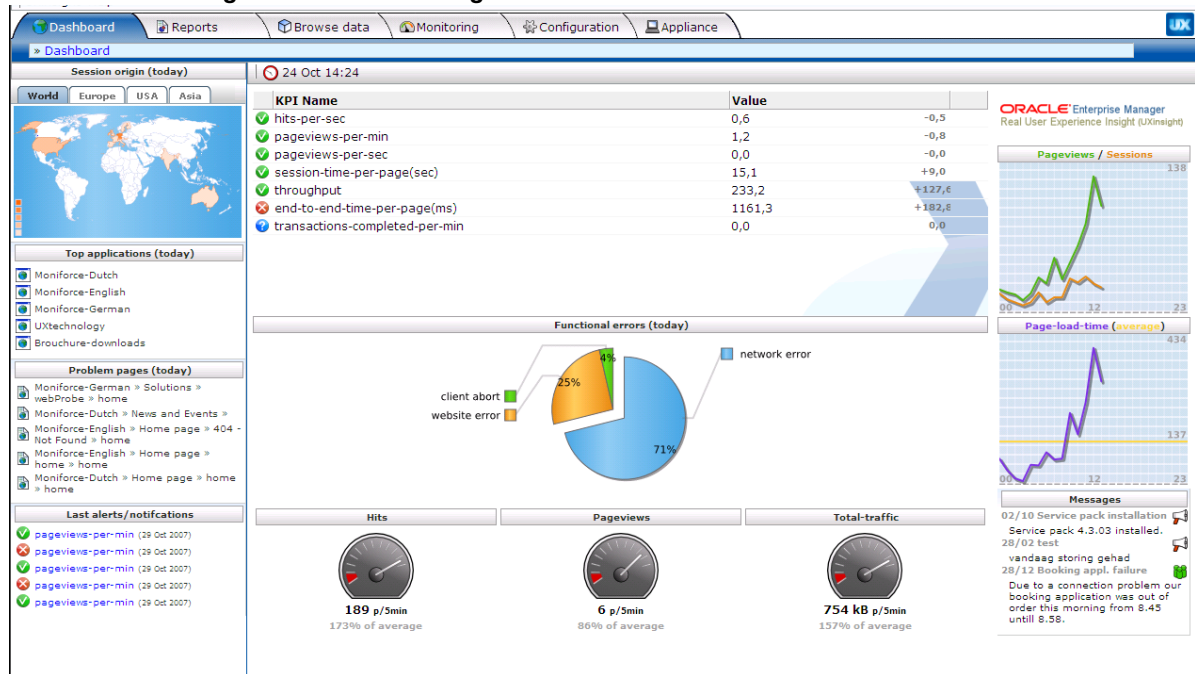 Dashboard
Reports
Browse data
Monitoring
Configuration
Appliance
UX
» Dashboard
Session origin (today)
World
Europe
USA
Asia
Top applications (today)
Moniforce-Dutch
Moniforce-English
Moniforce-German
UXtechnology
Brouchure-downloads
Problem pages (today)
Moniforce-German » Solutions »
webProbe » home
Moniforce-Dutch » News and Events »
Moniforce-English » Home page » 404 -
Not Found » home
Moniforce-English » Home page »
home » home
Moniforce-Dutch » Home page » home
» home
Last alerts/notifcations
pageviews-per-min (29 Oct 2007)
pageviews-per-min (29 Oct 2007)
pageviews-per-min (29 Oct 2007)
pageviews-per-min (29 Oct 2007)
pageviews-per-min (29 Oct 2007)
24 Oct 14:24
KPI Name Value
hits-per-sec 0,6 -0,5
pageviews-per-min 1,2 -0,8
pageviews-per-sec 0,0 -0,0
session-time-per-page(sec) 15,1 +9,0
throughput 233,2 +127,6
end-to-end-time-per-page(ms) 1161,3 +182,8
transactions-completed-per-min 0,0 0,0
Functional errors (today)
4%
network error
25%
client abort
website error
71%
Hits
189 p/5min
173% of average
Pageviews
6 p/5min
86% of average
Total-traffic
754 kB p/5min
157% of average
ORACLE Enterprise Manager
Real User Experience Insight (UXinsight)
Pageviews / Sessions
138
00 12 23
Page-load-time (average)
434
137
00 12 23
Messages
02/10 Service pack installation
Service pack 4.3.03 installed.
28/02 test
vandaag storing gehad
28/12 Booking appl. failure
Due to a connection problem our
booking application was out of
order this morning from 8.45
untill 8.58.